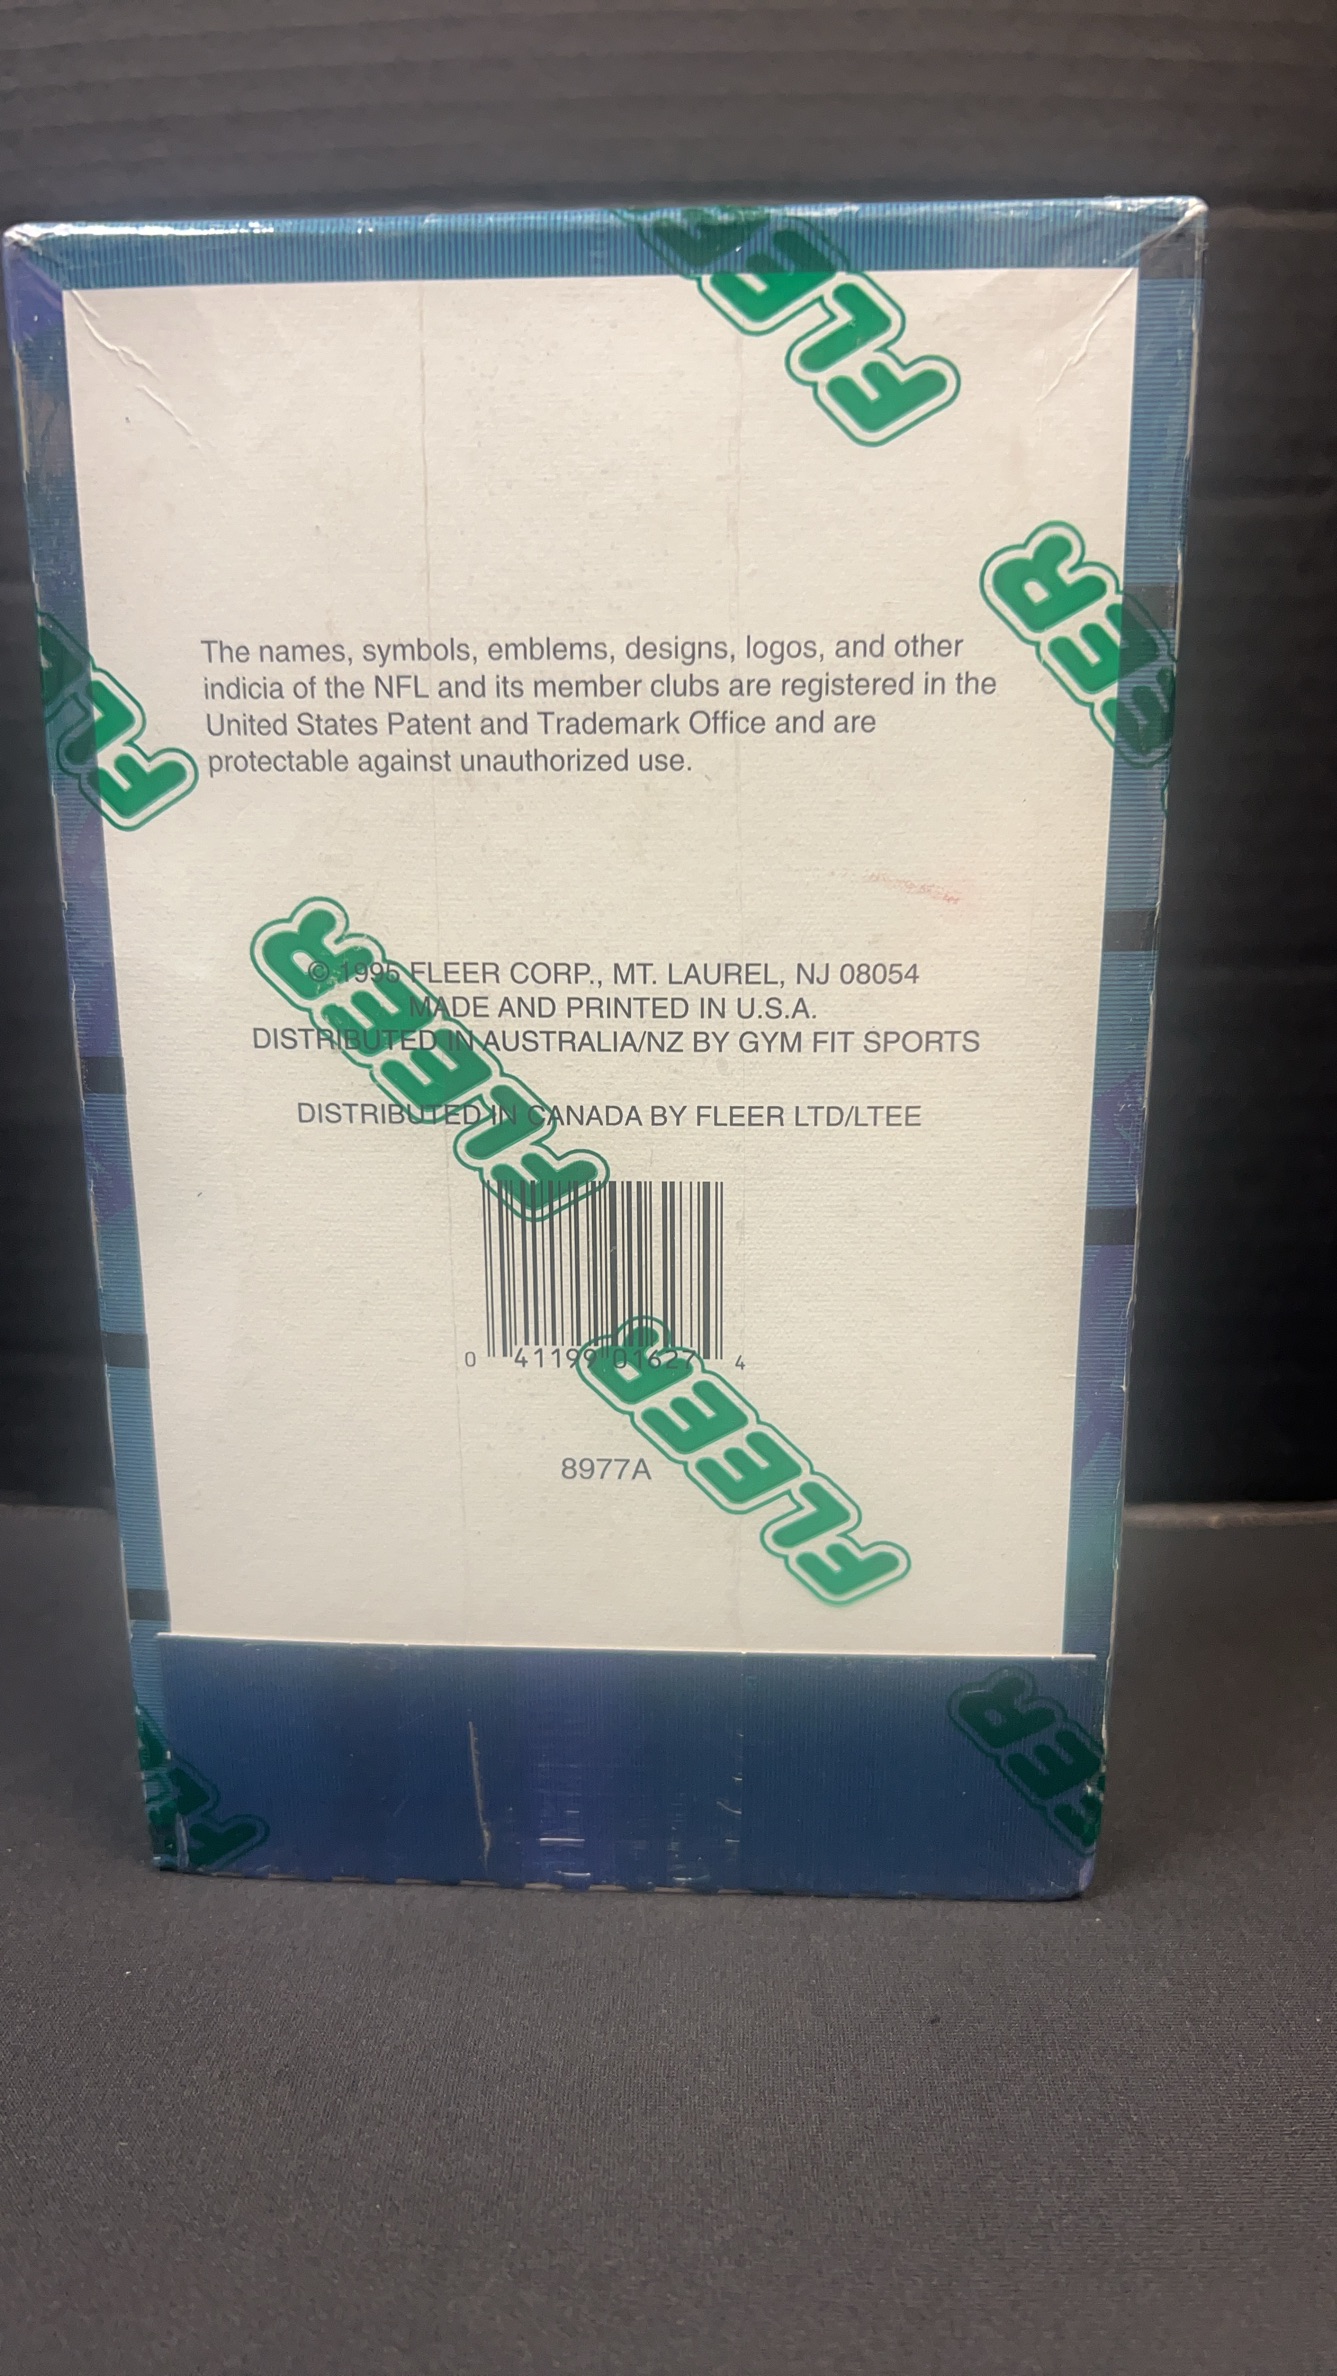 FLEER
FLEER
The names, symbols, emblems, designs, logos, and other
indicia of the NFL and its member clubs are registered in the
United States Patent and Trademark Office and are
protectable against unauthorized use.
FLEER
FLEER
© 1995 FLEER CORP., MT. LAUREL, NJ 08054
MADE AND PRINTED IN U.S.A.
DISTRIBUTED IN AUSTRALIA/NZ BY GYM FIT SPORTS
DISTRIBUTED IN CANADA BY FLEER LTD/LTEE
0 41199 01627 4
FLEER
8977A
FLEER
FLEER